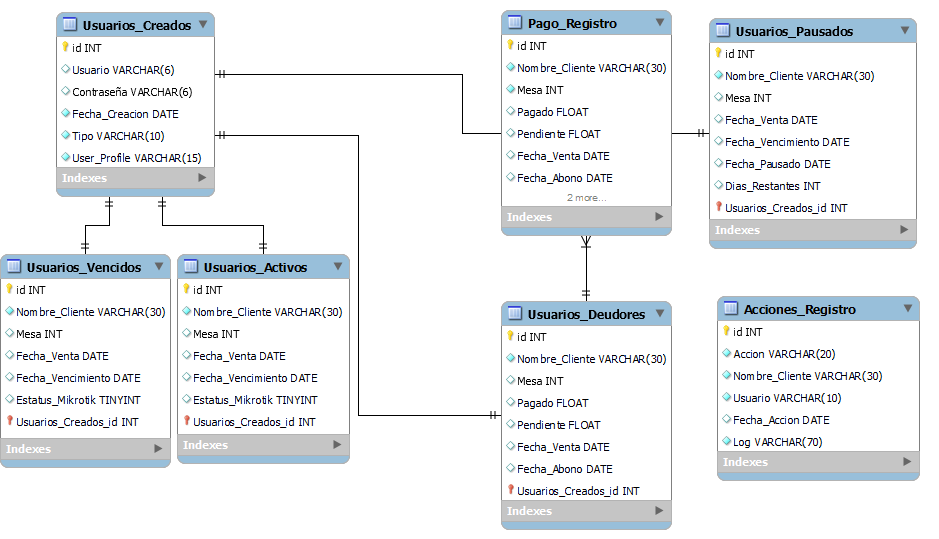 Usuarios_Creados
id INT
Usuario VARCHAR(6)
Contraseña VARCHAR(6)
Fecha_Creacion DATE
Tipo VARCHAR(10)
User_Profile VARCHAR(15)
Indexes
Pago_Registro
id INT
Nombre_Cliente VARCHAR(30)
Mesa INT
Pagado FLOAT
Pendiente FLOAT
Fecha_Venta DATE
Fecha_Abono DATE
2 more...
Indexes
Usuarios_Pausados
id INT
Nombre_Cliente VARCHAR(30)
Mesa INT
Fecha_Venta DATE
Fecha_Vencimiento DATE
Fecha_Pausado DATE
Dias_Restantes INT
Usuarios_Creados_id INT
Indexes
Usuarios_Vencidos
id INT
Nombre_Cliente VARCHAR(30)
Mesa INT
Fecha_Venta DATE
Fecha_Vencimiento DATE
Estatus_Mikrotik TINYINT
Usuarios_Creados_id INT
Indexes
Usuarios_Activos
id INT
Nombre_Cliente VARCHAR(30)
Mesa INT
Fecha_Venta DATE
Fecha_Vencimiento DATE
Estatus_Mikrotik TINYINT
Usuarios_Creados_id INT
Indexes
Usuarios_Deudores
id INT
Nombre_Cliente VARCHAR(30)
Mesa INT
Pagado FLOAT
Pendiente FLOAT
Fecha_Venta DATE
Fecha_Abono DATE
Usuarios_Creados_id INT
Indexes
Acciones_Registro
id INT
Accion VARCHAR(20)
Nombre_Cliente VARCHAR(30)
Usuario VARCHAR(10)
Fecha_Accion DATE
Log VARCHAR(70)
Indexes